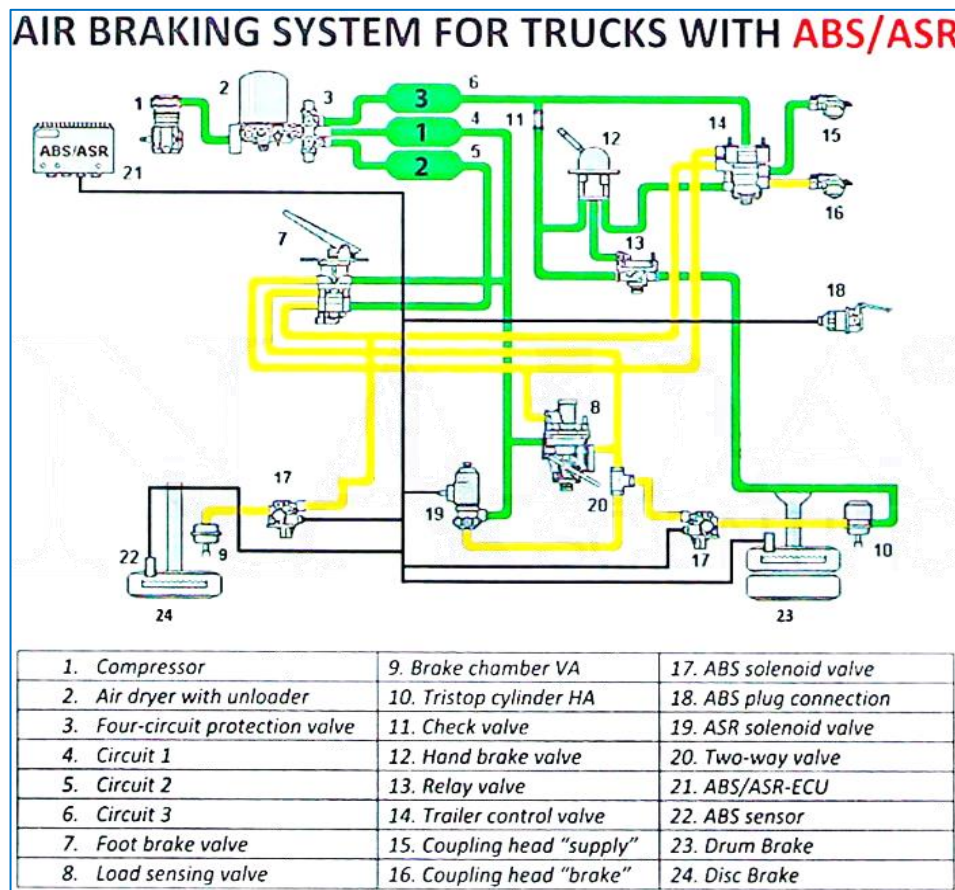 AIR BRAKING SYSTEM FOR TRUCKS WITH ABS/ASR
1
2
3
3
6
1
4
2
5
ABS/ASR
21
7
11
12
13
14
15
16
18
8
17
19
20
17
9
22
10
24
23
1. Compressor
2. Air dryer with unloader
3. Four-circuit protection valve
4. Circuit 1
5. Circuit 2
6. Circuit 3
7. Foot brake valve
8. Load sensing valve
9. Brake chamber VA
10. Tristop cylinder HA
11. Check valve
12. Hand brake valve
13. Relay valve
14. Trailer control valve
15. Coupling head "supply"
16. Coupling head "brake"
17. ABS solenoid valve
18. ABS plug connection
19. ASR solenoid valve
20. Two-way valve
21. ABS/ASR-ECU
22. ABS sensor
23. Drum Brake
24. Disc Brake